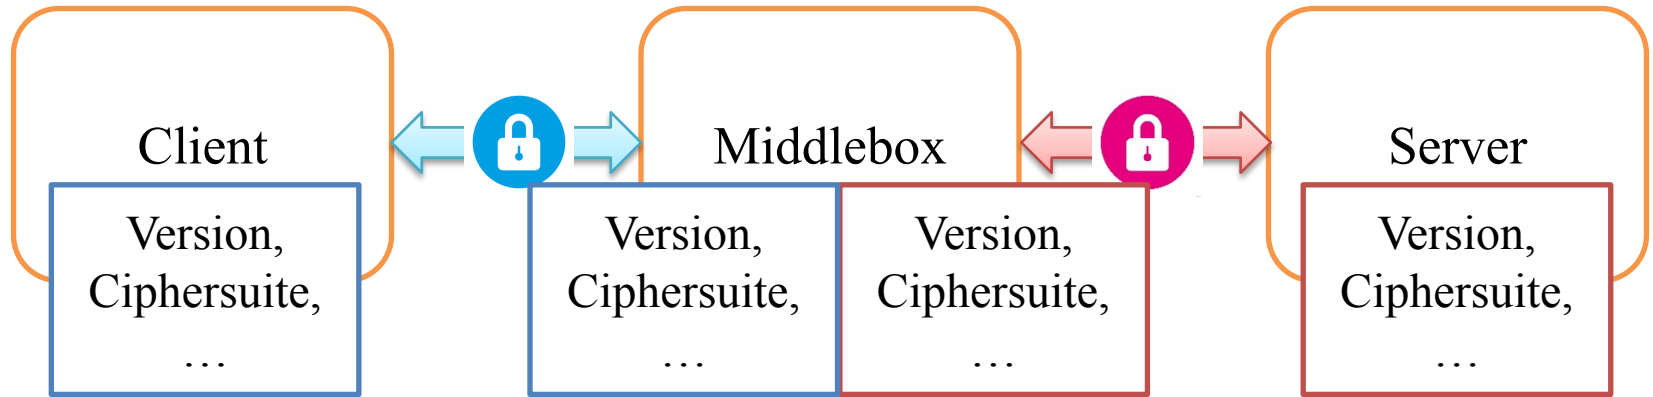 Client
Middlebox
Server
Version,
Ciphersuite,
…
Version,
Ciphersuite,
…
Version,
Ciphersuite,
…
Version,
Ciphersuite,
…